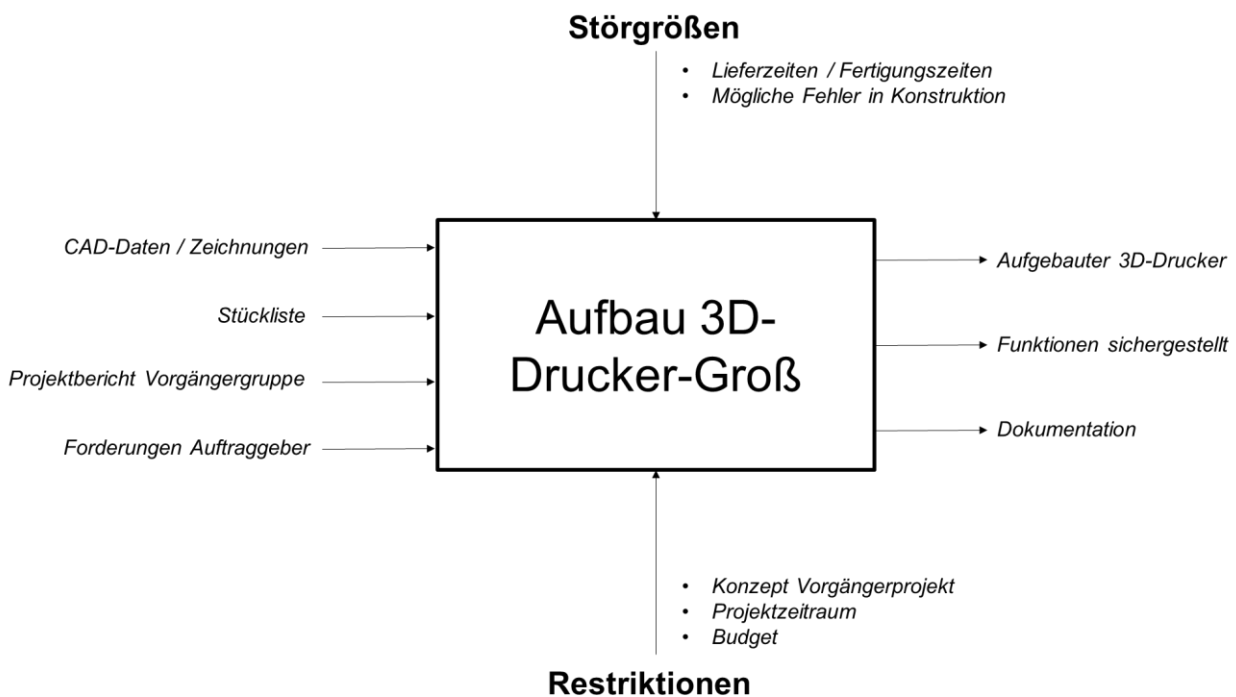 Störgrößen
• Lieferzeiten / Fertigungszeiten
• Mögliche Fehler in Konstruktion
CAD-Daten / Zeichnungen
Stückliste
Projektbericht Vorgängergruppe
Forderungen Auftraggeber
Aufbau 3D-
Drucker-Groß
Aufgebauter 3D-Drucker
Funktionen sichergestellt
Dokumentation
• Konzept Vorgängerprojekt
• Projektzeitraum
• Budget
Restriktionen